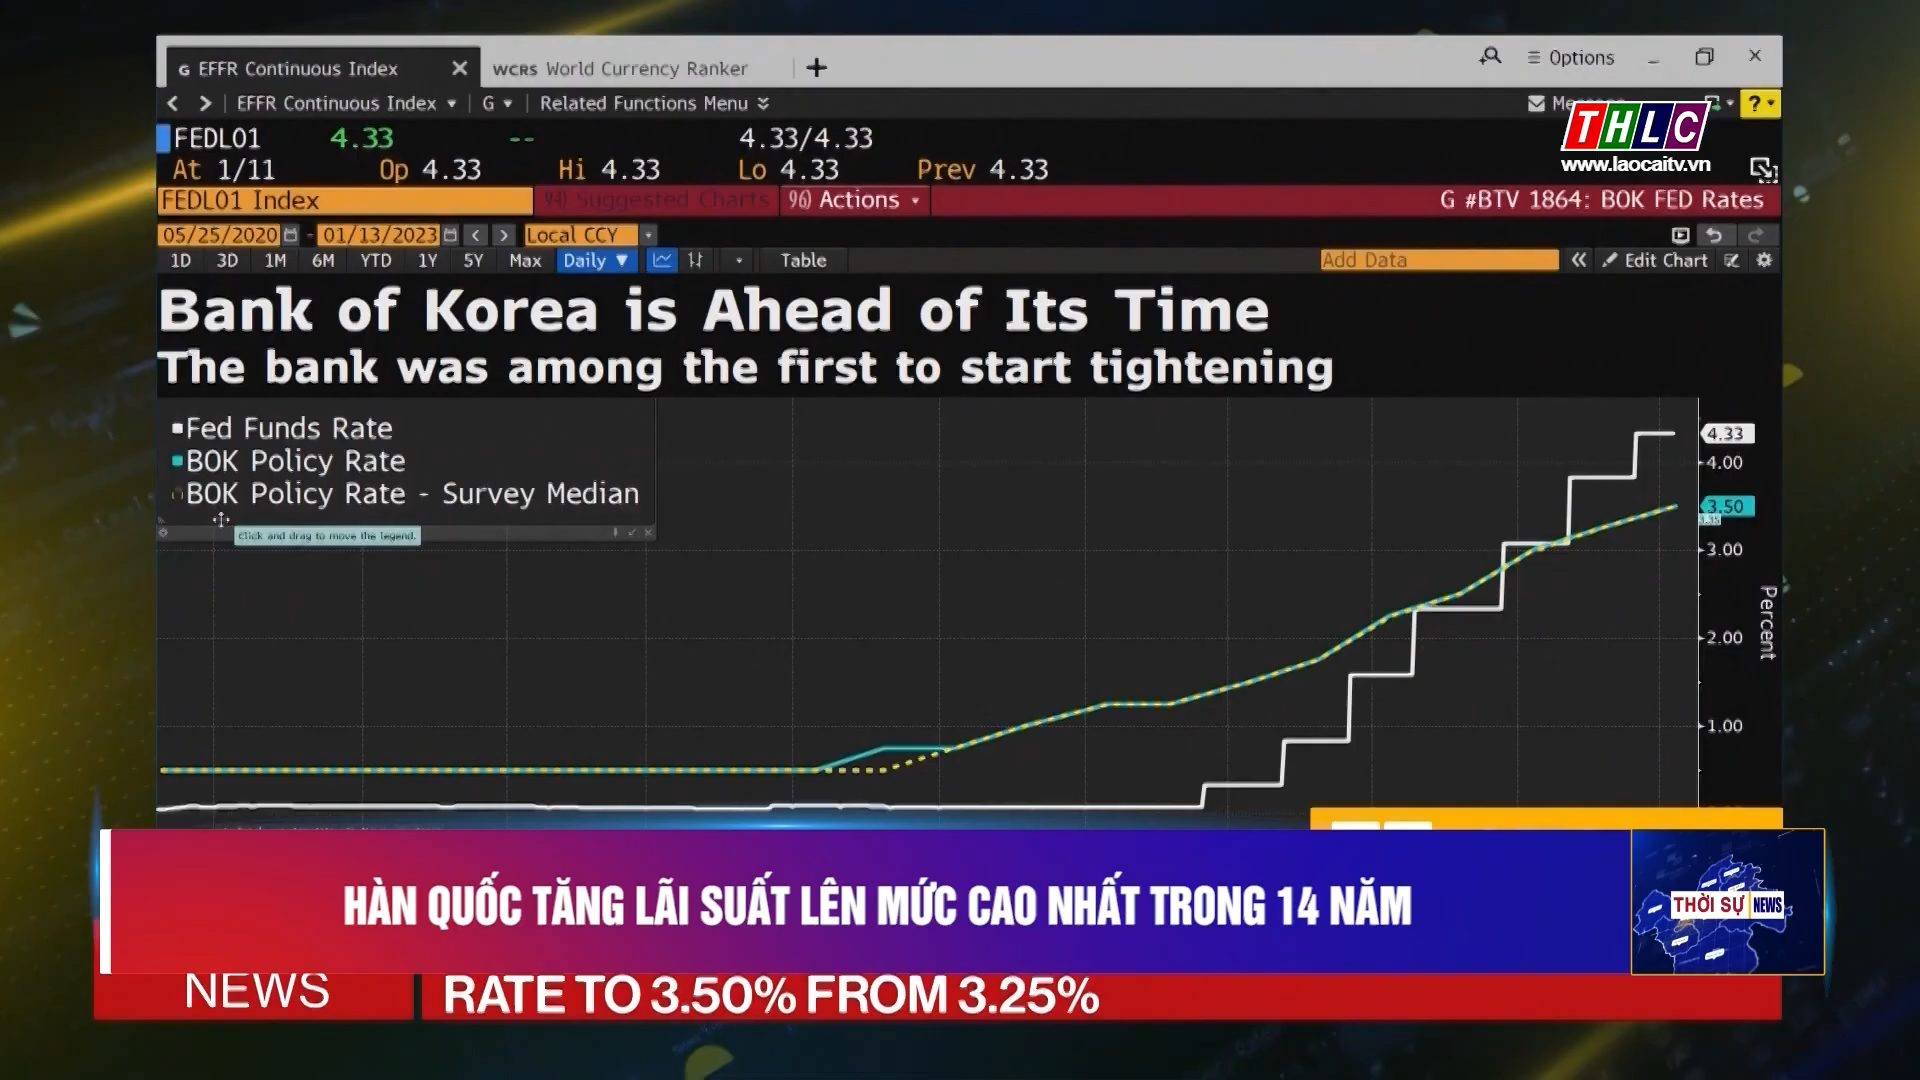 G EFFR Continuous Index
WCRS World Currency Ranker
Options
EFFR Continuous Index
G
Related Functions Menu
?
THLC
www.laocaitv.vn
FEDL01 4.33 -- 4.33/4.33
At 1/11 Op 4.33 Hi 4.33 Lo 4.33 Prev 4.33
FEDL01 Index
94) Suggested Charts
96) Actions
G #BTV 1864: BOK FED Rates
05/25/2020 - 01/13/2023
Local CCY
1D 3D 1M 6M YTD 1Y 5Y Max Daily Table
Add Data
Edit Chart
Bank of Korea is Ahead of Its Time
The bank was among the first to start tightening
Fed Funds Rate
BOK Policy Rate
BOK Policy Rate - Survey Median
Click and drag to move the legend.
4.33
4.00
3.50
3.00
2.00
1.00
Percent
HÀN QUỐC TĂNG LÃI SUẤT LÊN MỨC CAO NHẤT TRONG 14 NĂM
THỜI SỰ NEWS
NEWS
RATE TO 3.50% FROM 3.25%